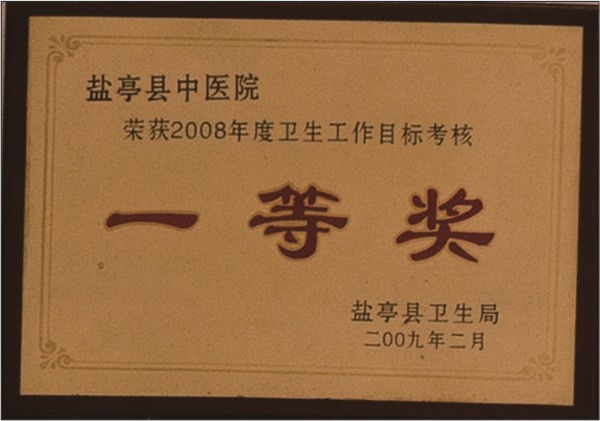 盐亭县中医院
荣获2008年度卫生工作目标考核
一等奖
盐亭县卫生局
二00九年二月